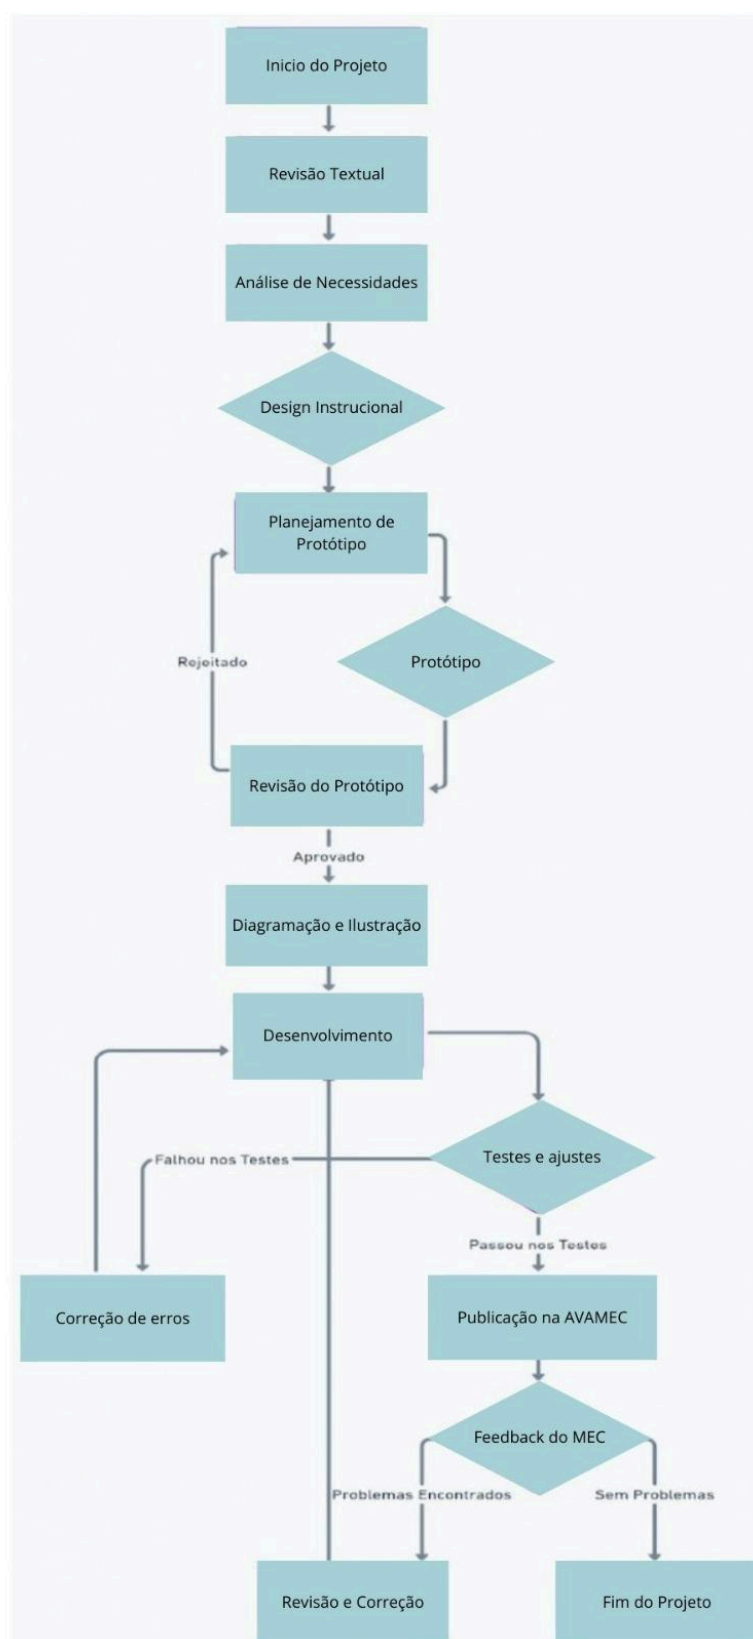 Inicio do Projeto
Revisão Textual
Análise de Necessidades
Design Instrucional
Planejamento de
Protótipo
Rejeitado
Protótipo
Revisão do Protótipo
Aprovado
Diagramação e Ilustração
Desenvolvimento
Falhou nos Testes
Testes e ajustes
Passou nos Testes
Correção de erros
Publicação na AVAMEC
Feedback do MEC
Problemas Encontrados
Sem Problemas
Revisão e Correção
Fim do Projeto